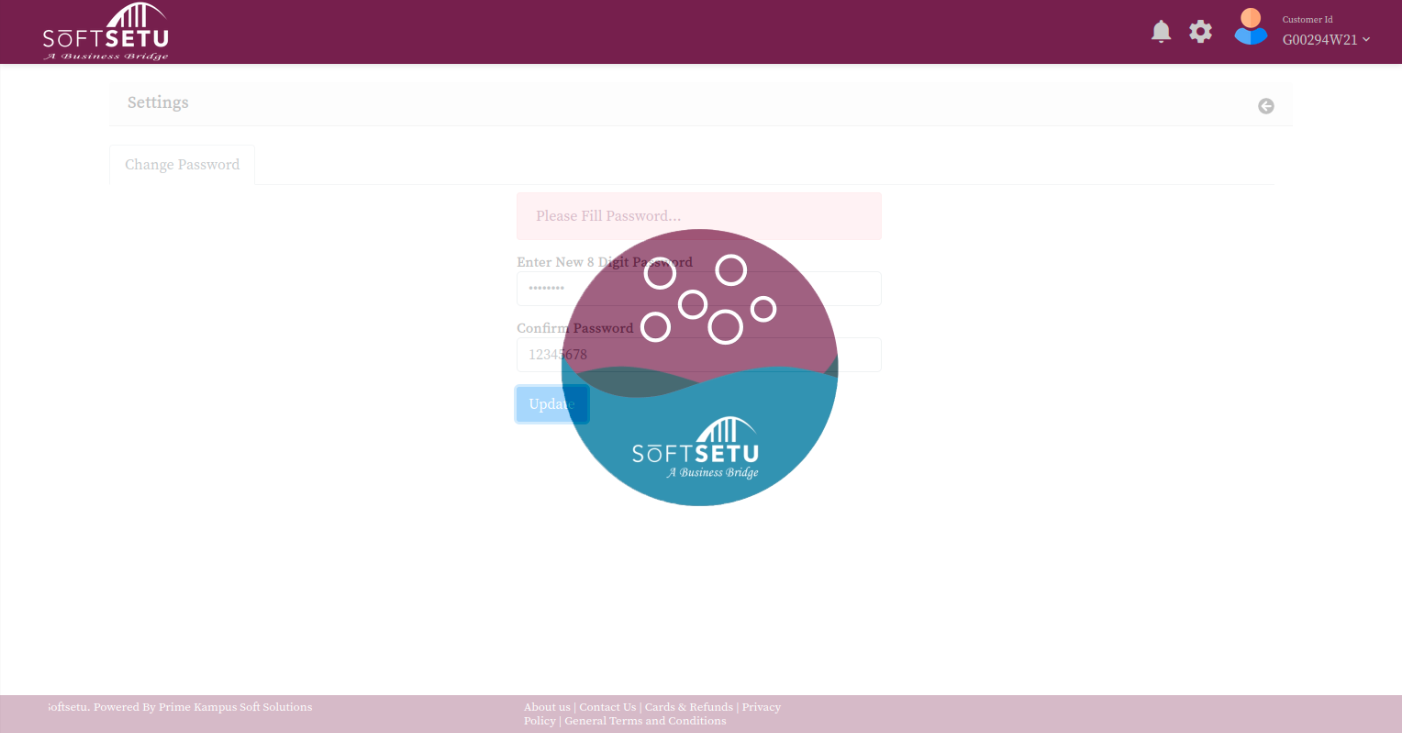 SOFTSETU
A Business Bridge
Customer Id
G00294W21
Settings
Change Password
Please Fill Password...
Enter New 8 Digit Password
••••••••
Confirm Password
12345678
Update
SOFTSETU
A Business Bridge
oftsetu. Powered By Prime Kampus Soft Solutions
About us | Contact Us | Cards & Refunds | Privacy
Policy | General Terms and Conditions